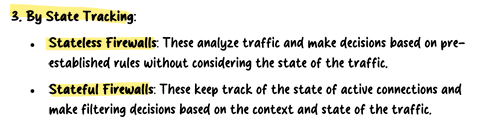 3. By State Tracking:
• Stateless Firewalls: These analyze traffic and make decisions based on pre-
established rules without considering the state of the traffic.
• Stateful Firewalls: These keep track of the state of active connections and
make filtering decisions based on the context and state of the traffic.